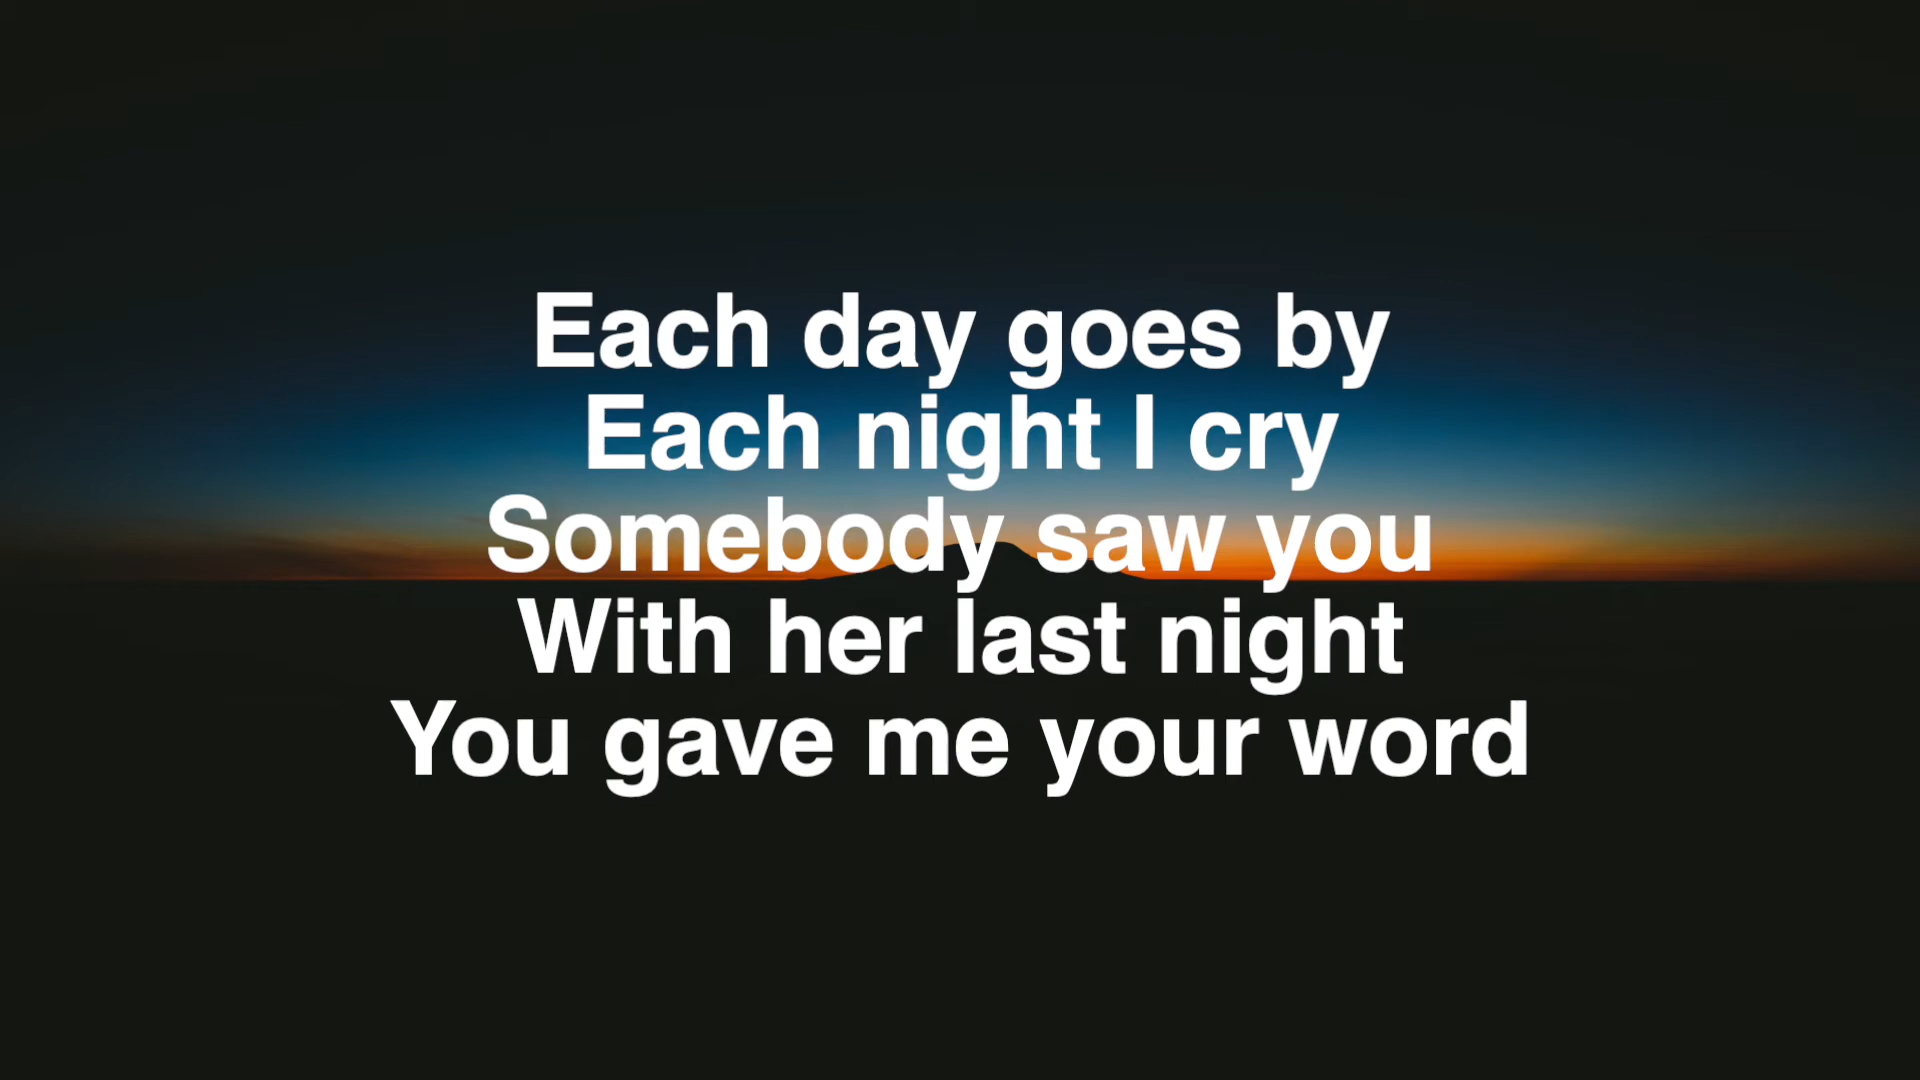 Each day goes by
Each night I cry
Somebody saw you
With her last night
You gave me your word